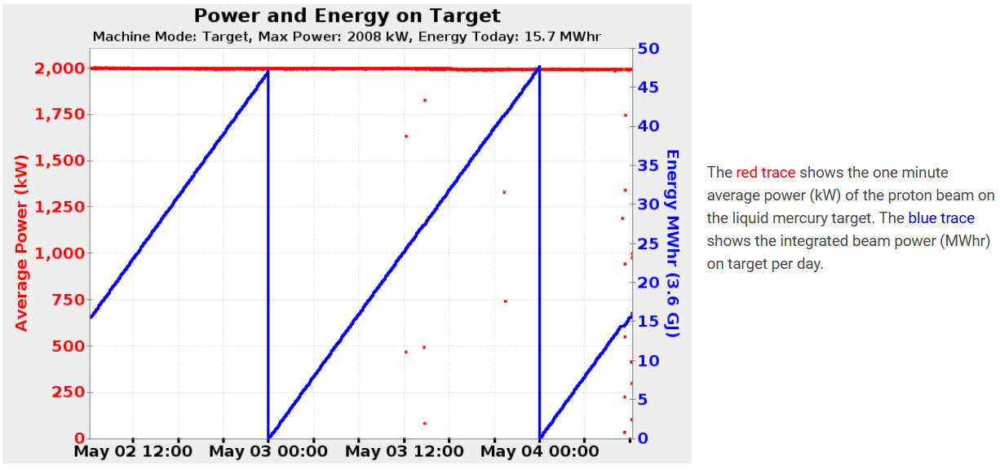 Power and Energy on Target
Machine Mode: Target, Max Power: 2008 kW, Energy Today: 15.7 MWhr
Average Power (kW)
2,000
1,750
1,500
1,250
1,000
750
500
250
0
50
45
40
35
30
25
20
15
10
5
0
Energy MWhr (3.6 GJ)
May 02 12:00 May 03 00:00 May 03 12:00 May 04 00:00
The red trace shows the one minute
average power (kW) of the proton beam on
the liquid mercury target. The blue trace
shows the integrated beam power (MWhr)
on target per day.